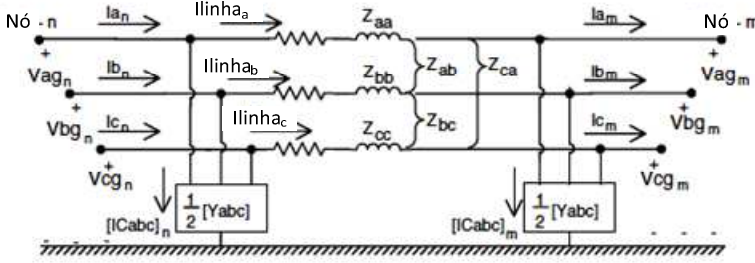 Nó - n
Ia_n
Ilinha_a
Z_aa
Ia_m
Nó - m
+
Vag_n
Ib_n
Ilinha_b
Z_bb
Z_ab
Z_ca
Ib_m
+
Vag_m
+
Vbg_n
Ic_n
Ilinha_c
Z_cc
Z_bc
Ic_m
+
Vbg_m
+
Vcg_n
+
Vcg_m
[ICabc]_n
1/2 [Yabc]
[ICabc]_m
1/2 [Yabc]